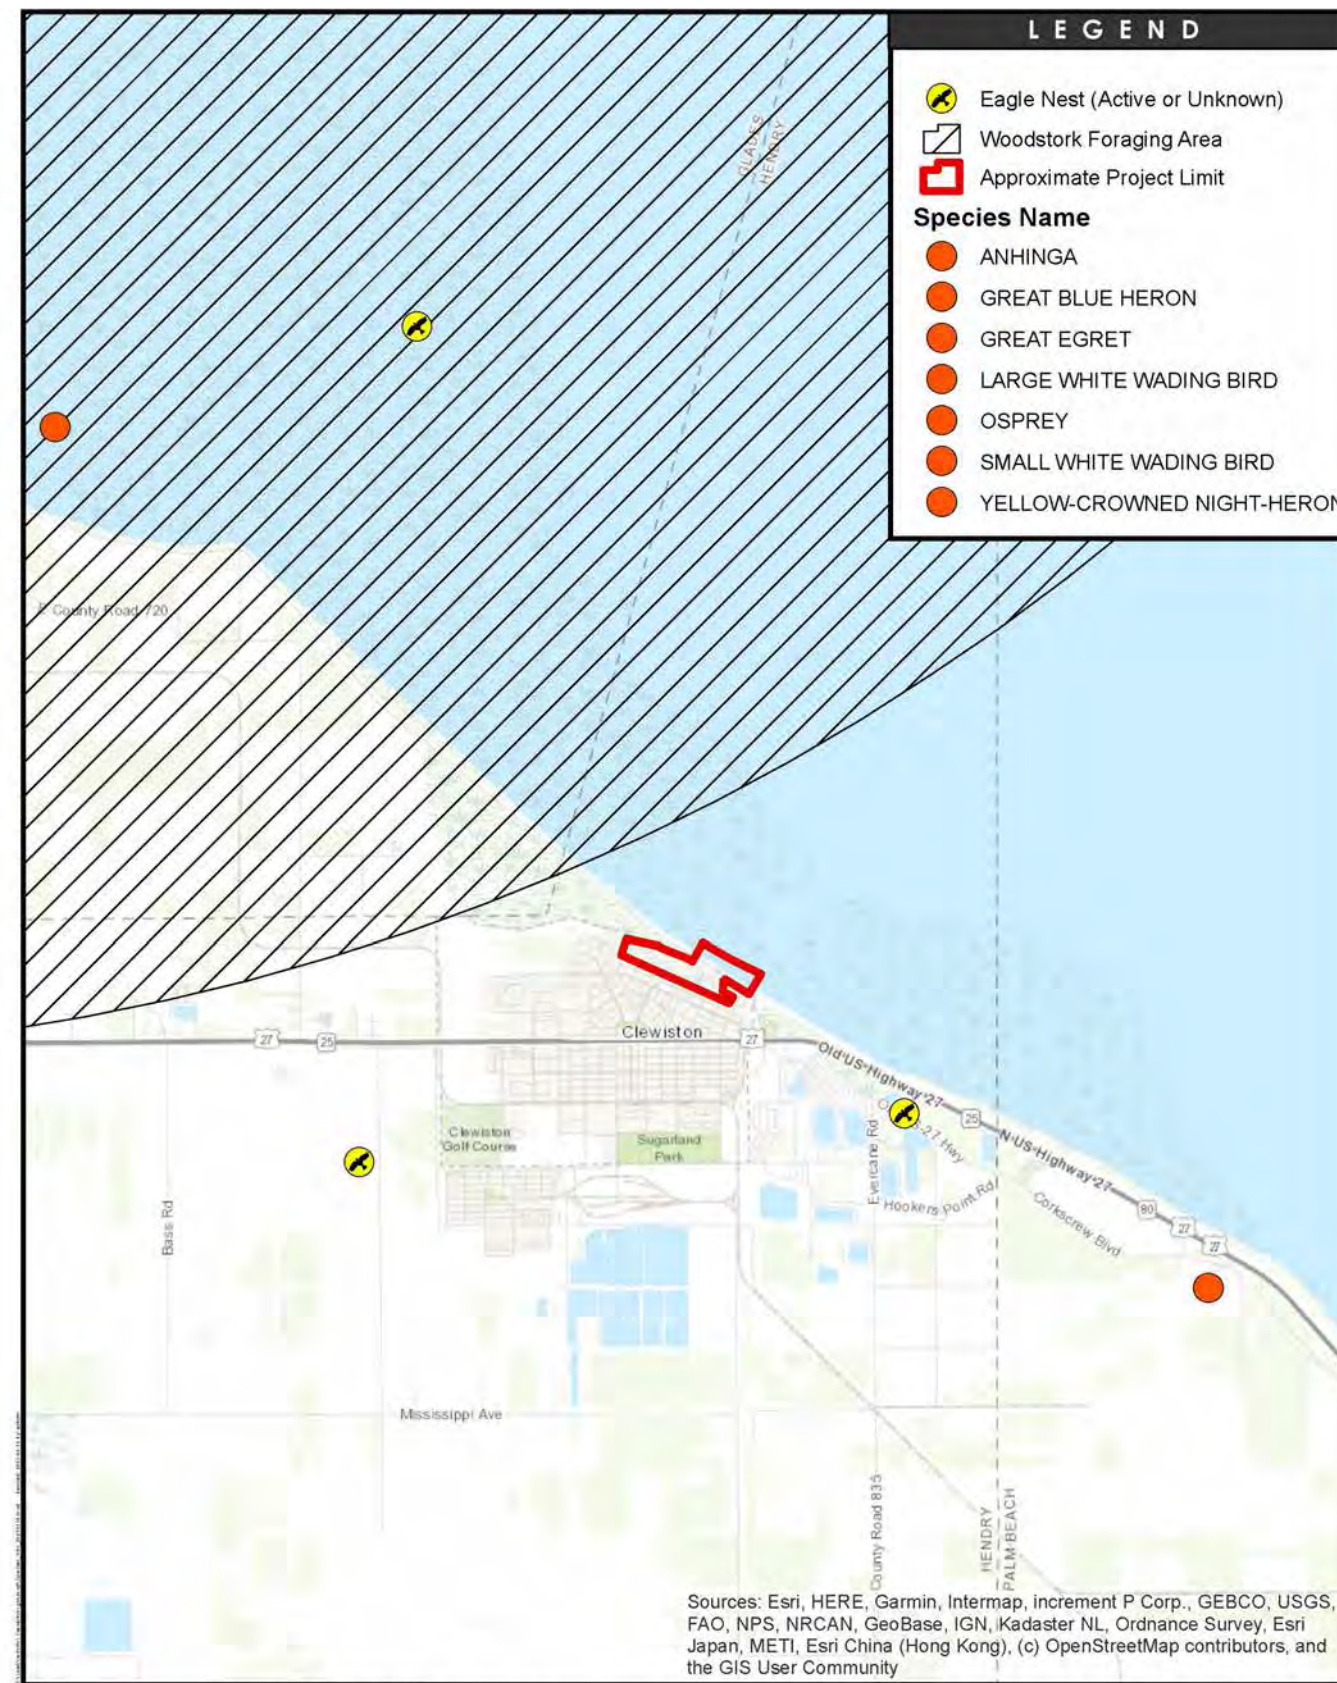 LEGEND
Eagle Nest (Active or Unknown)
Woodstork Foraging Area
Approximate Project Limit
Species Name
ANHINGA
GREAT BLUE HERON
GREAT EGRET
LARGE WHITE WADING BIRD
OSPREY
SMALL WHITE WADING BIRD
YELLOW-CROWNED NIGHT-HERON
GLADES
HENDRY
E County Road 720
Clewiston
27
25
27
Old US Highway 27
25
N US Highway 27
Clewiston
Golf Course
Sugarland
Park
Evercane Rd
Hookers Point Rd
Corkscrew Blvd
80
27
27
Bass Rd
Mississippi Ave
County Road 835
HENDRY
PALM BEACH
Sources: Esri, HERE, Garmin, Intermap, increment P Corp., GEBCO, USGS,
FAO, NPS, NRCAN, GeoBase, IGN, Kadaster NL, Ordnance Survey, Esri
Japan, METI, Esri China (Hong Kong), (c) OpenStreetMap contributors, and
the GIS User Community